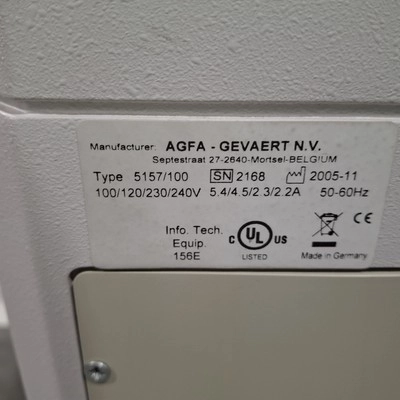 Manufacturer: AGFA - GEVAERT N.V.
Septestraat 27-2640-Mortsel-BELGIUM
Type 5157/100 SN 2168 2005-11
100/120/230/240V 5.4/4.5/2.3/2.2A 50-60Hz
Info. Tech.
Equip.
156E
C UL US
LISTED
CE
Made in Germany